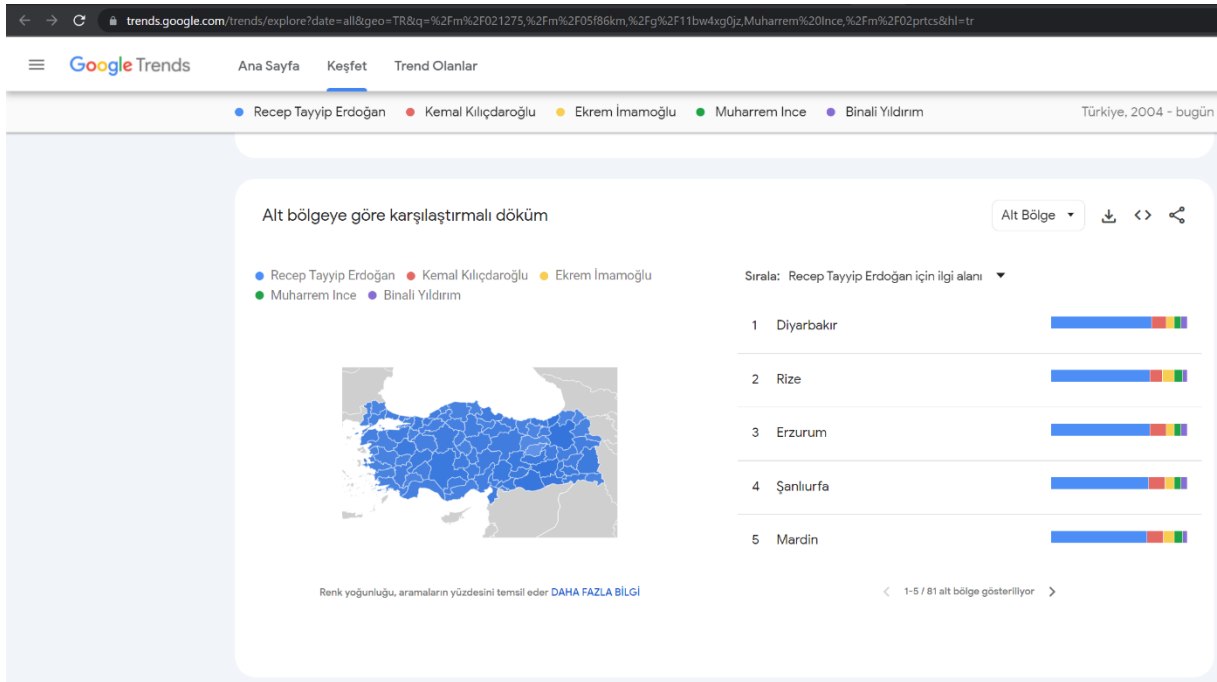 trends.google.com/trends/explore?date=all&geo=TR&q=%2Fm%2F021275,%2Fm%2F05f86km,%2Fg%2F11bw4xg0jz,Muharrem%20Ince,%2Fm%2F02prtcs&hl=tr
Google Trends Ana Sayfa Keşfet Trend Olanlar
Recep Tayyip Erdoğan Kemal Kılıçdaroğlu Ekrem İmamoğlu Muharrem Ince Binali Yıldırım Türkiye, 2004 - bugün
Alt bölgeye göre karşılaştırmalı döküm Alt Bölge
Recep Tayyip Erdoğan Kemal Kılıçdaroğlu Ekrem İmamoğlu
Muharrem Ince Binali Yıldırım
Sırala: Recep Tayyip Erdoğan için ilgi alanı
1 Diyarbakır
2 Rize
3 Erzurum
4 Şanlıurfa
5 Mardin
Renk yoğunluğu, aramaların yüzdesini temsil eder DAHA FAZLA BİLGİ
1-5 / 81 alt bölge gösteriliyor